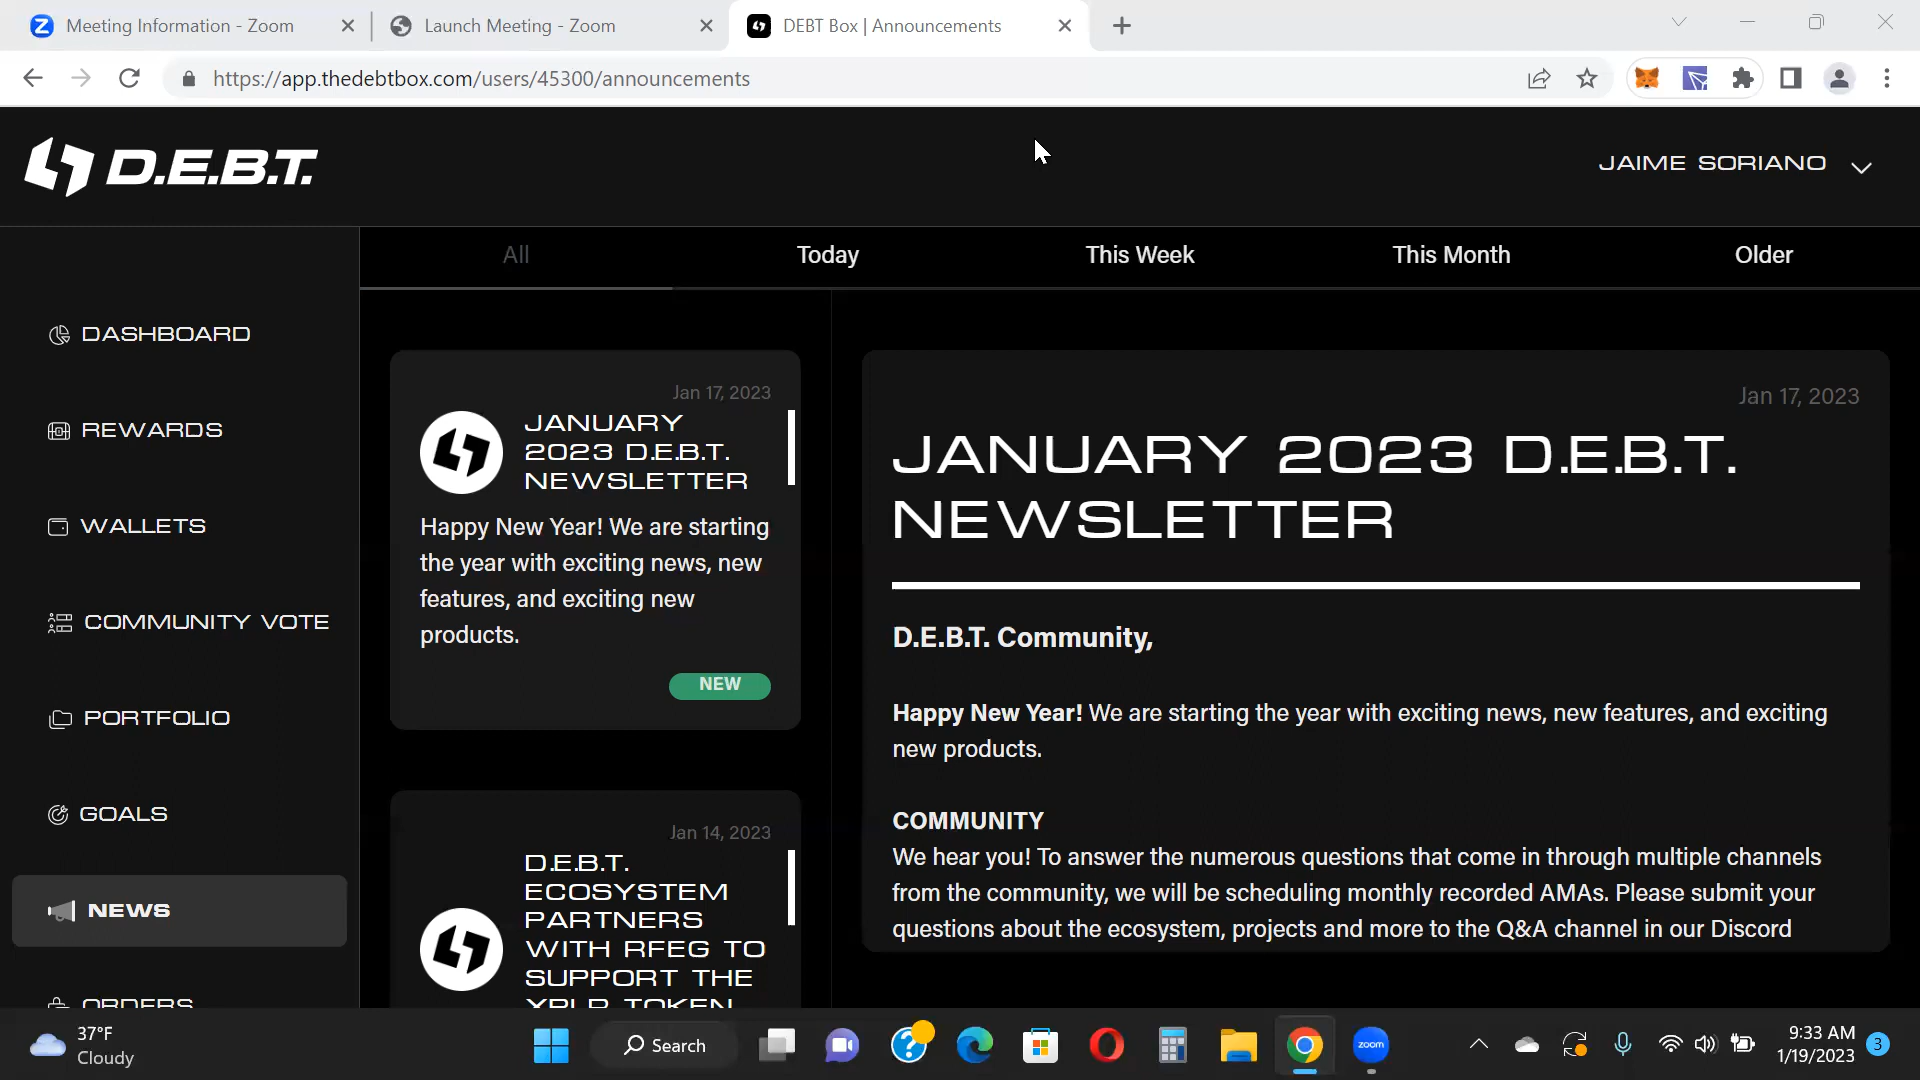 Meeting Information - Zoom
Launch Meeting - Zoom
DEBT Box | Announcements
https://app.thedebtbox.com/users/45300/announcements
D.E.B.T.
JAIME SORIANO
All
Today
This Week
This Month
Older
DASHBOARD
REWARDS
WALLETS
COMMUNITY VOTE
PORTFOLIO
GOALS
NEWS
ORDERS
Jan 17, 2023
JANUARY
2023 D.E.B.T.
NEWSLETTER
Happy New Year! We are starting
the year with exciting news, new
features, and exciting new
products.
NEW
Jan 14, 2023
D.E.B.T.
ECOSYSTEM
PARTNERS
WITH RFEG TO
SUPPORT THE
XPLR TOKEN
Jan 17, 2023
JANUARY 2023 D.E.B.T.
NEWSLETTER
D.E.B.T. Community,
Happy New Year! We are starting the year with exciting news, new features, and exciting
new products.
COMMUNITY
We hear you! To answer the numerous questions that come in through multiple channels
from the community, we will be scheduling monthly recorded AMAs. Please submit your
questions about the ecosystem, projects and more to the Q&A channel in our Discord
37°F
Cloudy
Search
zoom
9:33 AM
1/19/2023
3